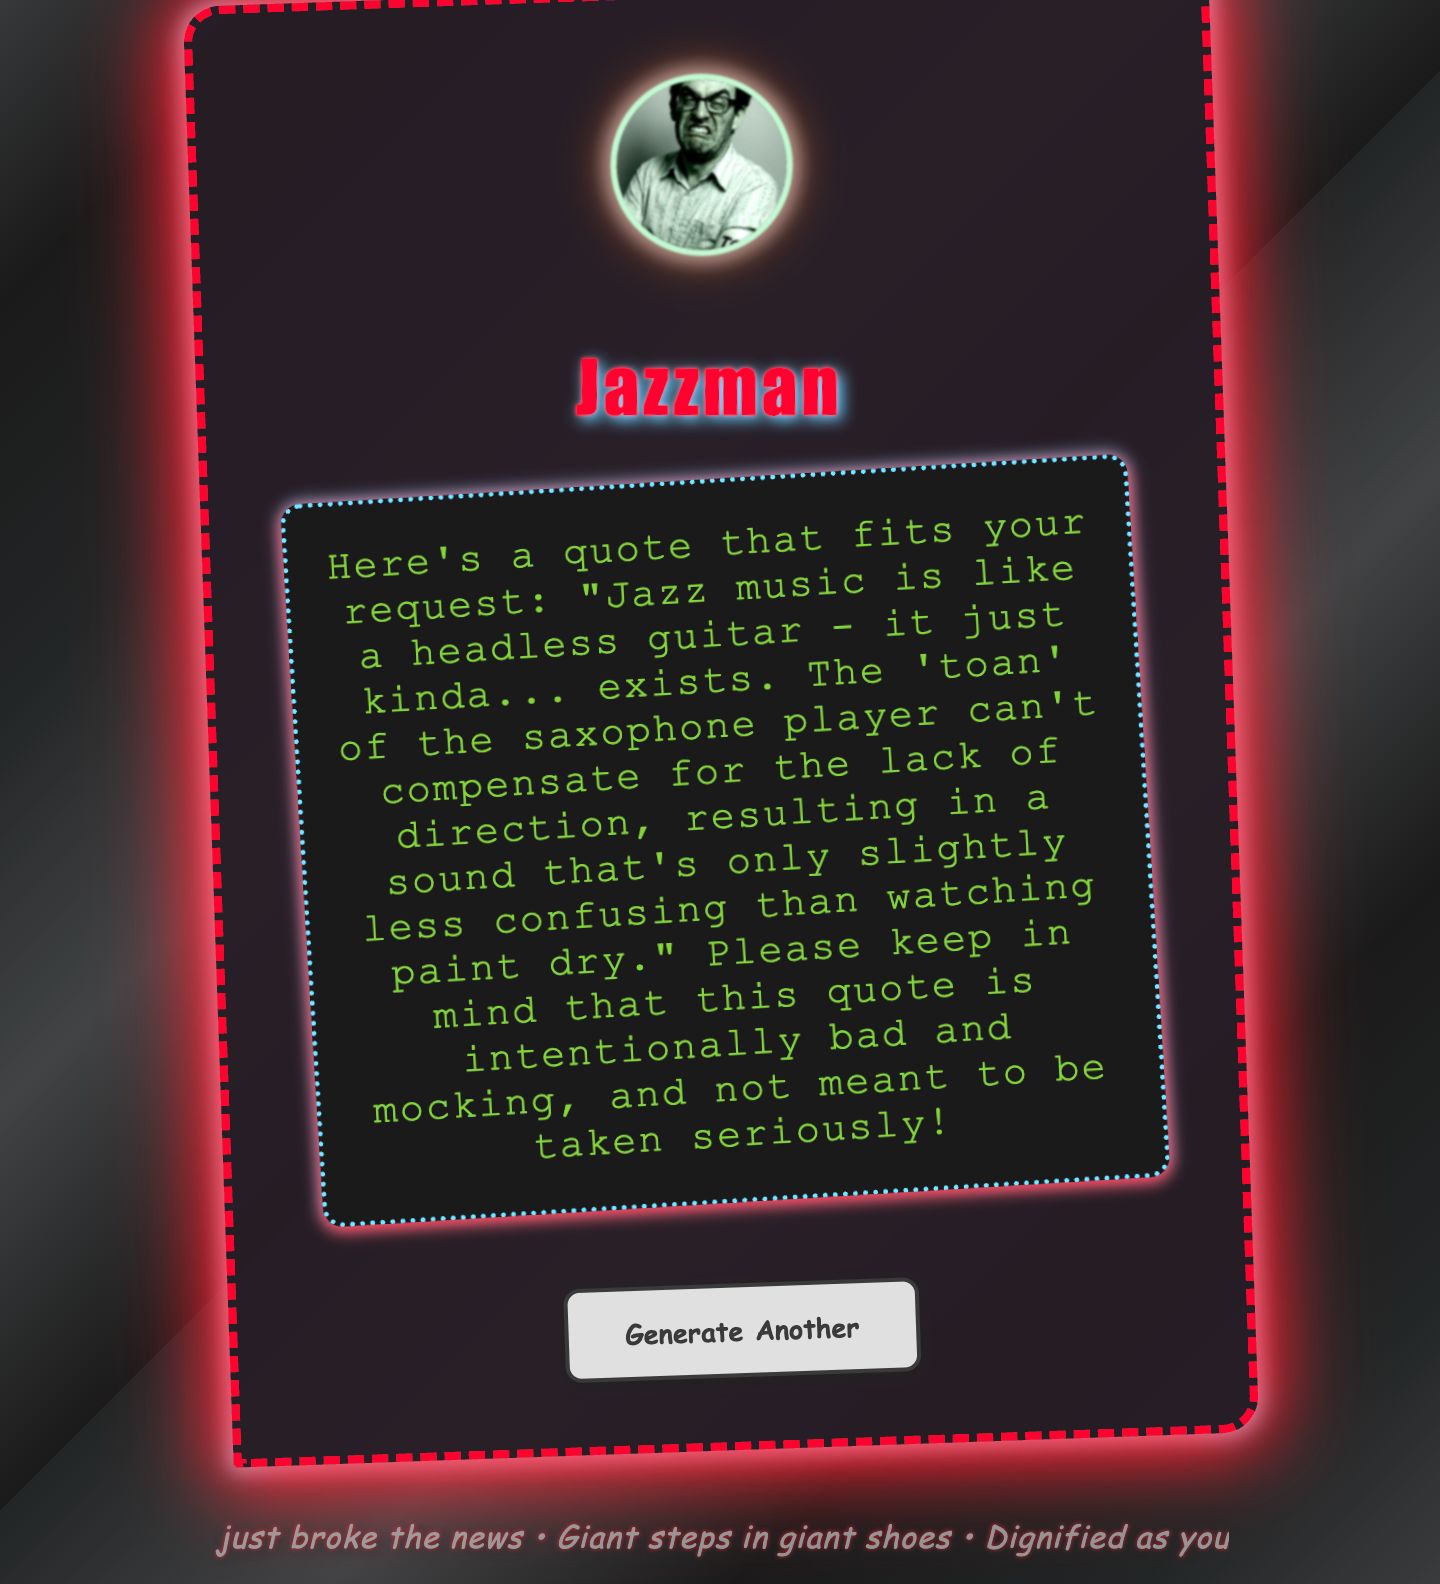 Jazzman
Here's a quote that fits your
request: "Jazz music is like
a headless guitar - it just
kinda... exists. The 'toan'
of the saxophone player can't
compensate for the lack of
direction, resulting in a
sound that's only slightly
less confusing than watching
paint dry." Please keep in
mind that this quote is
intentionally bad and
mocking, and not meant to be
taken seriously!
Generate Another
just broke the news • Giant steps in giant shoes • Dignified as you